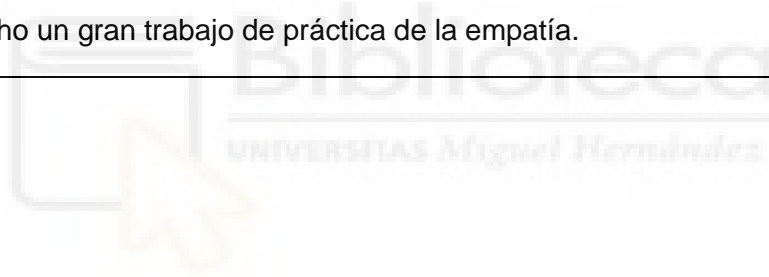 ho un gran trabajo de práctica de la empatía.
Biblioteca
UNIVERSITAS Miguel Hernández